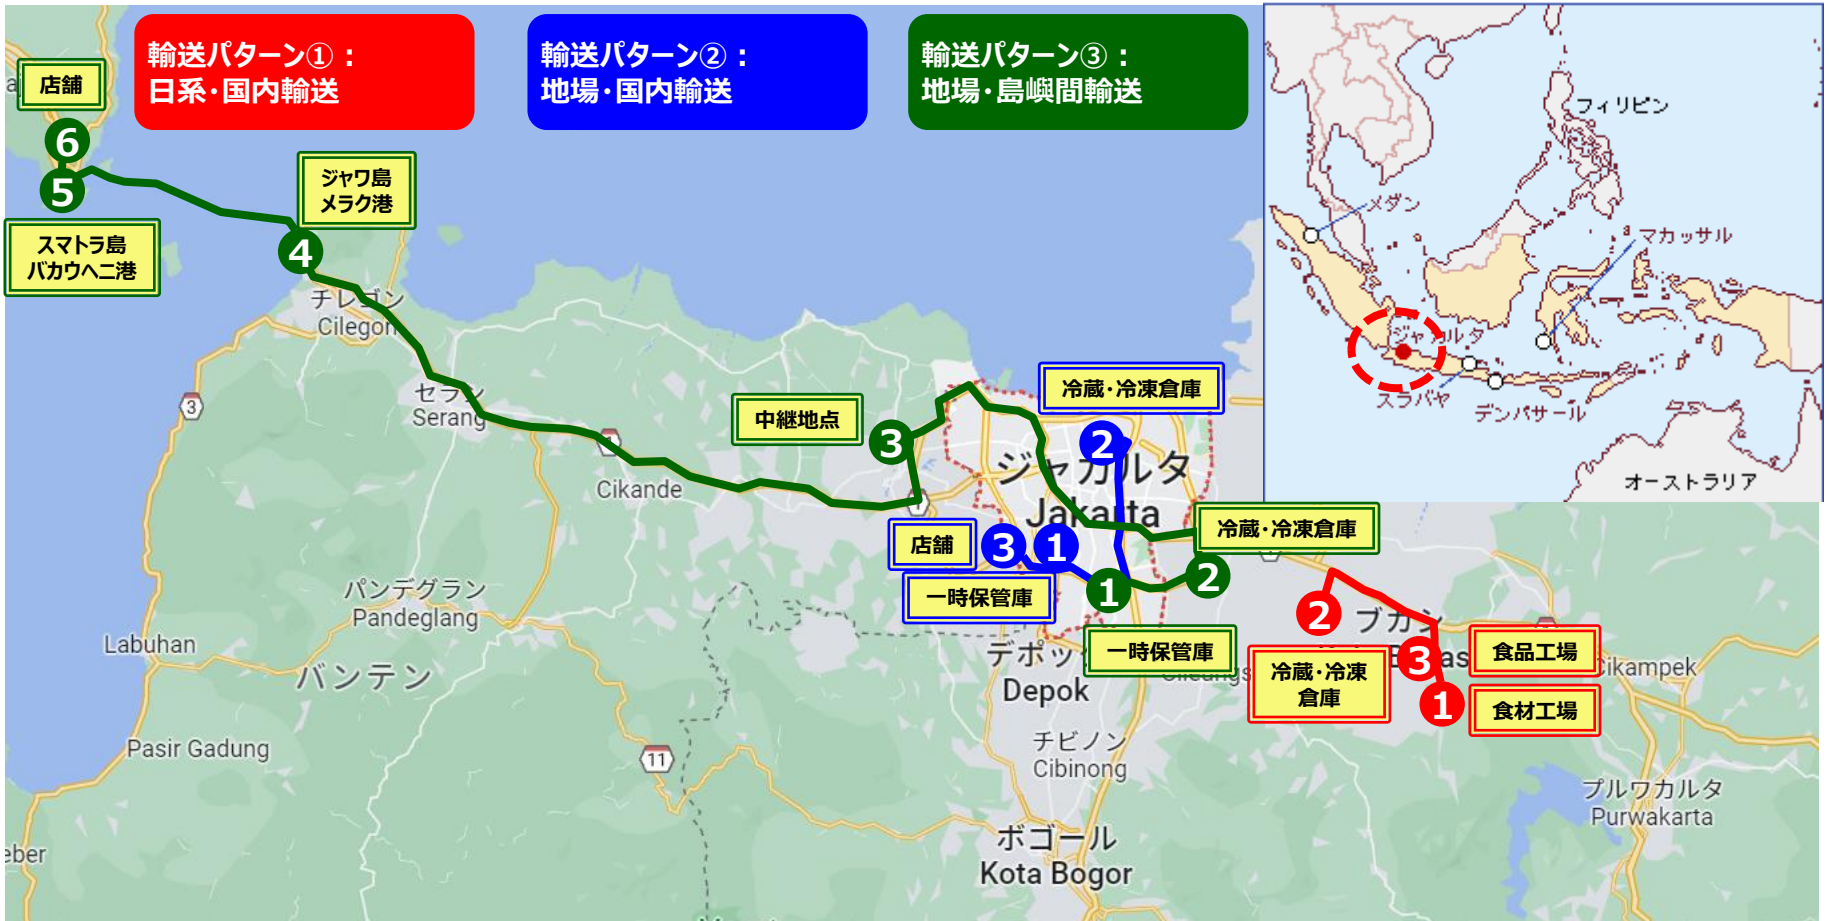 輸送パターン①：
日系･国内輸送
輸送パターン②：
地場･国内輸送
輸送パターン③：
地場･島嶼間輸送
店舗
6
5
スマトラ島
バカウヘニ港
ジャワ島
メラク港
4
チレゴン
Cilegon
セラン
Serang
3
1
Cikande
中継地点
3
1
冷蔵･冷凍倉庫
2
ジャカルタ
Jakarta
店舗
3
1
一時保管庫
冷蔵･冷凍倉庫
2
1
一時保管庫
デポッ
Depok
2
ブカシ
3
1
冷蔵･冷凍
倉庫
食品工場
食材工場
Cikampek
パンデグラン
Pandeglang
Labuhan
バンテン
Pasir Gadung
11
チビノン
Cibinong
プルワカルタ
Purwakarta
ボゴール
Kota Bogor
eber
フィリピン
メダン
マカッサル
ジャカルタ
スラバヤ
デンパサール
オーストラリア